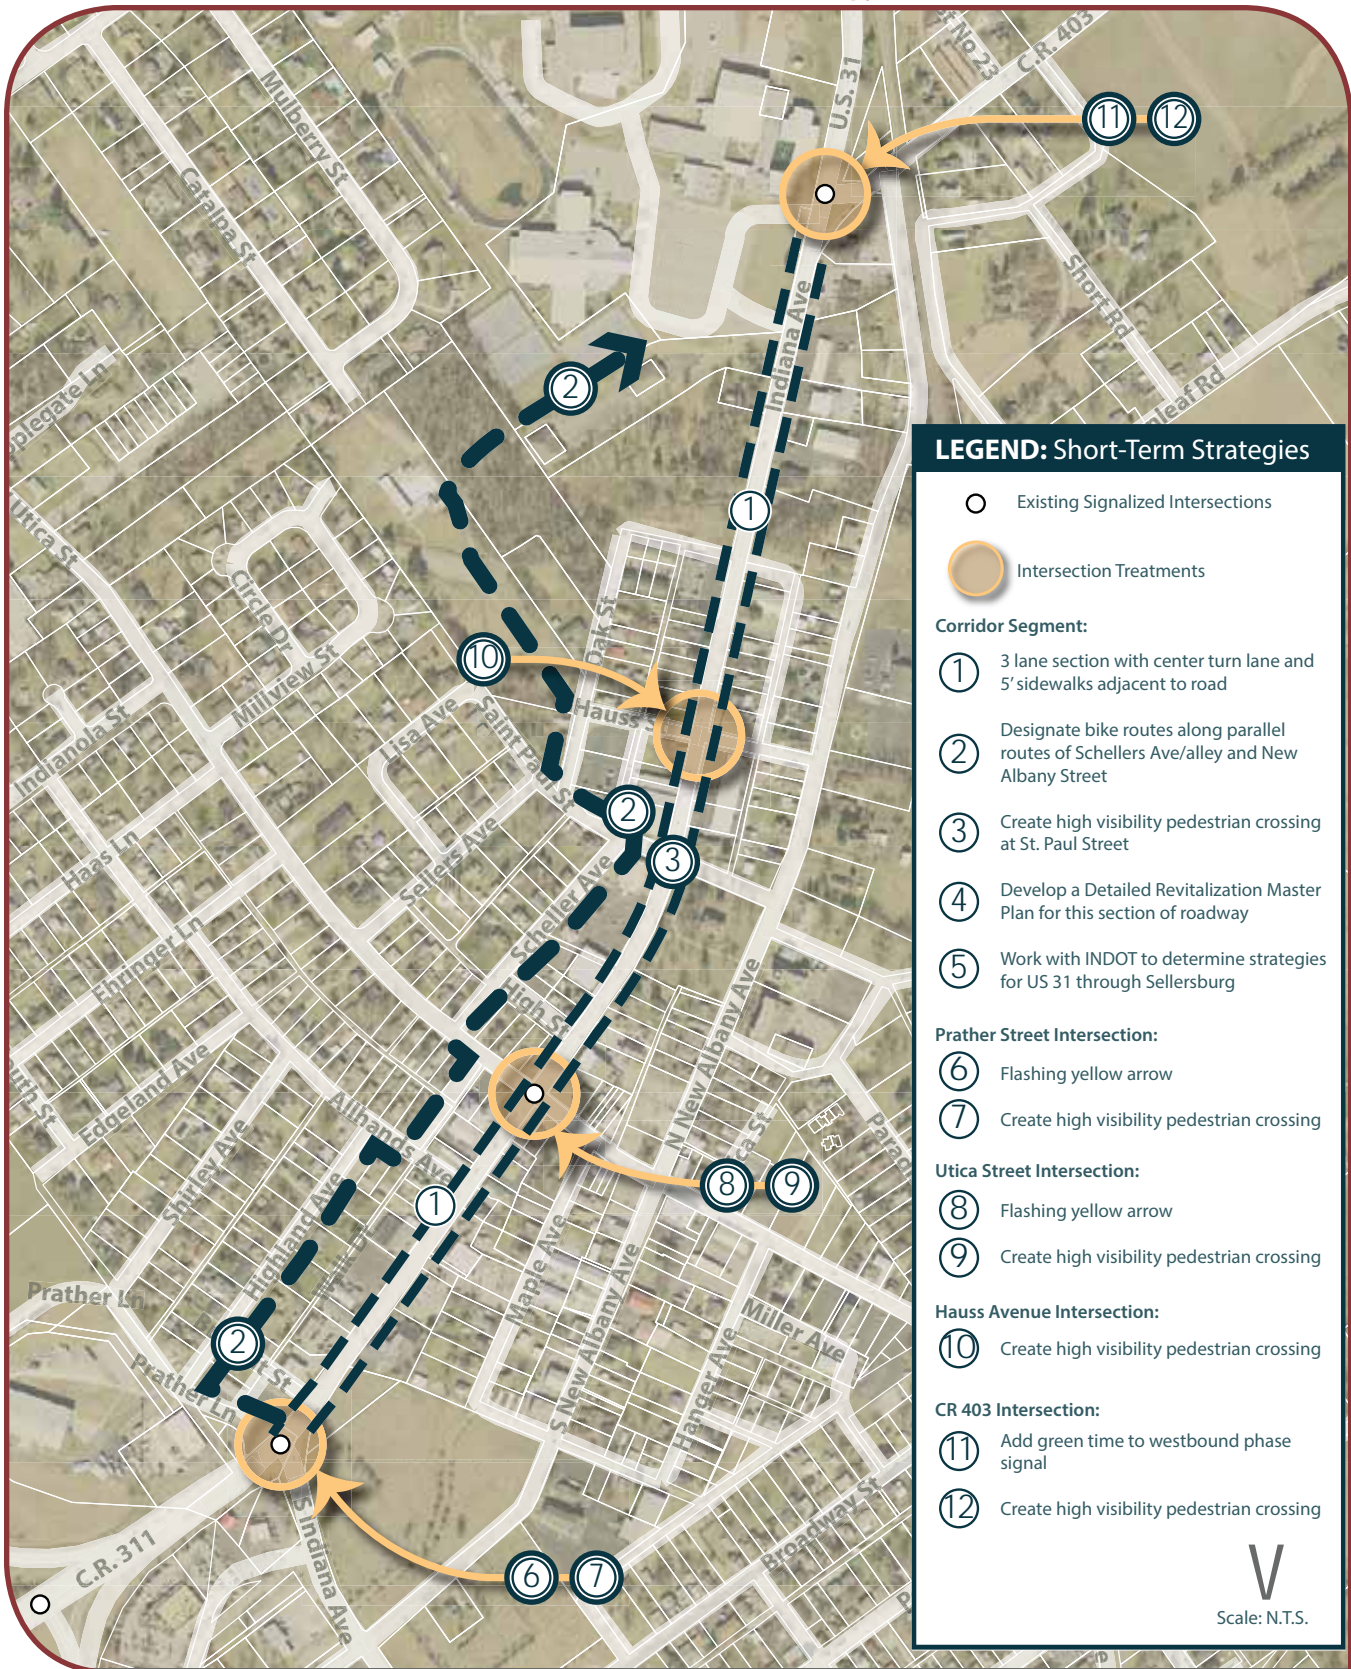 U.S. 31
C.R. 403
11
12
Mulberry St
Caraloa St
Short Rd
Indiana Ave
2
1
Utica St
Circle Dr
Millview St
Indianola St
Haas Ln
Ehringer Ln
Edgeland Ave
Oak St
10
Lisa Ave
Saint Paul St
Sellers Ave
2
3
Scheller Ave
High St
N New Albany Ave
Allhands Ave
Shirley Ave
Highland Ave
1
8
9
Maple Ave
S New Albany Ave
Hanger Ave
Miller Ave
Prather Ln
2
Prather Ln
Broadway St
C.R. 311
S Indiana Ave
6
7
LEGEND: Short-Term Strategies
Existing Signalized Intersections
Intersection Treatments
Corridor Segment:
1 3 lane section with center turn lane and
5' sidewalks adjacent to road
2 Designate bike routes along parallel
routes of Schellers Ave/alley and New
Albany Street
3 Create high visibility pedestrian crossing
at St. Paul Street
4 Develop a Detailed Revitalization Master
Plan for this section of roadway
5 Work with INDOT to determine strategies
for US 31 through Sellersburg
Prather Street Intersection:
6 Flashing yellow arrow
7 Create high visibility pedestrian crossing
Utica Street Intersection:
8 Flashing yellow arrow
9 Create high visibility pedestrian crossing
Hauss Avenue Intersection:
10 Create high visibility pedestrian crossing
CR 403 Intersection:
11 Add green time to westbound phase
signal
12 Create high visibility pedestrian crossing
Scale: N.T.S.